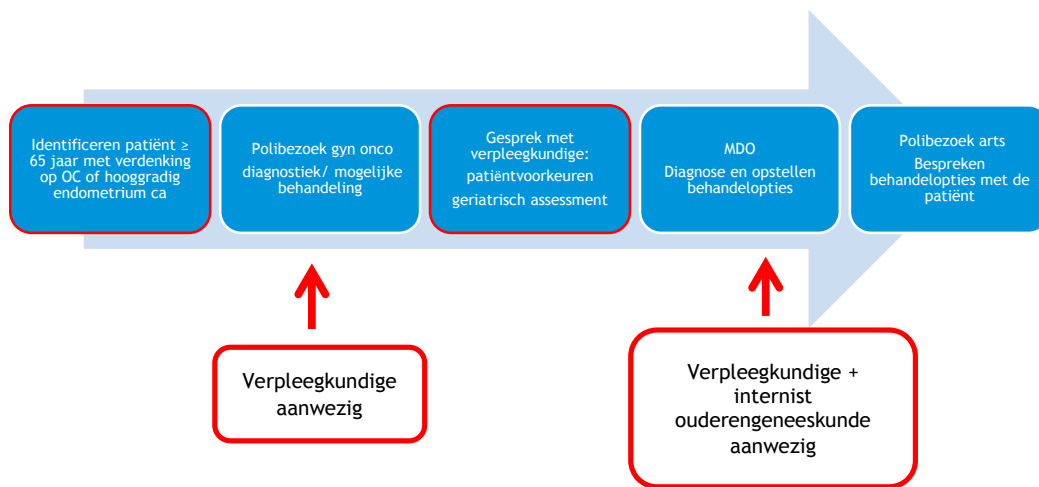 Identificeren patiënt ≥
65 jaar met verdenking
op OC of hooggradig
endometrium ca
Polibezoek gyn onco
diagnostiek/ mogelijke
behandeling
Gesprek met
verpleegkundige:
patiëntvoorkeuren
geriatrisch assessment
MDO
Diagnose en opstellen
behandelopties
Polibezoek arts
Bespreken
behandelopties met de
patiënt
Verpleegkundige
aanwezig
Verpleegkundige +
internist
ouderengeneeskunde
aanwezig